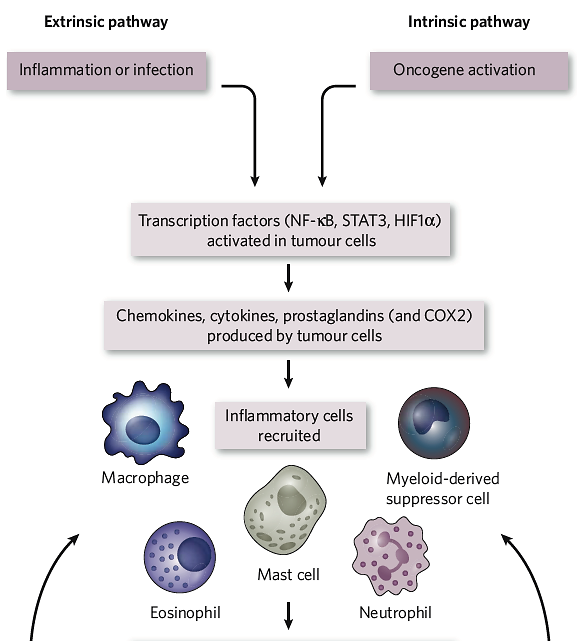 Extrinsic pathway
Intrinsic pathway
Inflammation or infection
Oncogene activation
Transcription factors (NF-κB, STAT3, HIF1α)
activated in tumour cells
Chemokines, cytokines, prostaglandins (and COX2)
produced by tumour cells
Inflammatory cells
recruited
Macrophage
Myeloid-derived
suppressor cell
Mast cell
Eosinophil
Neutrophil